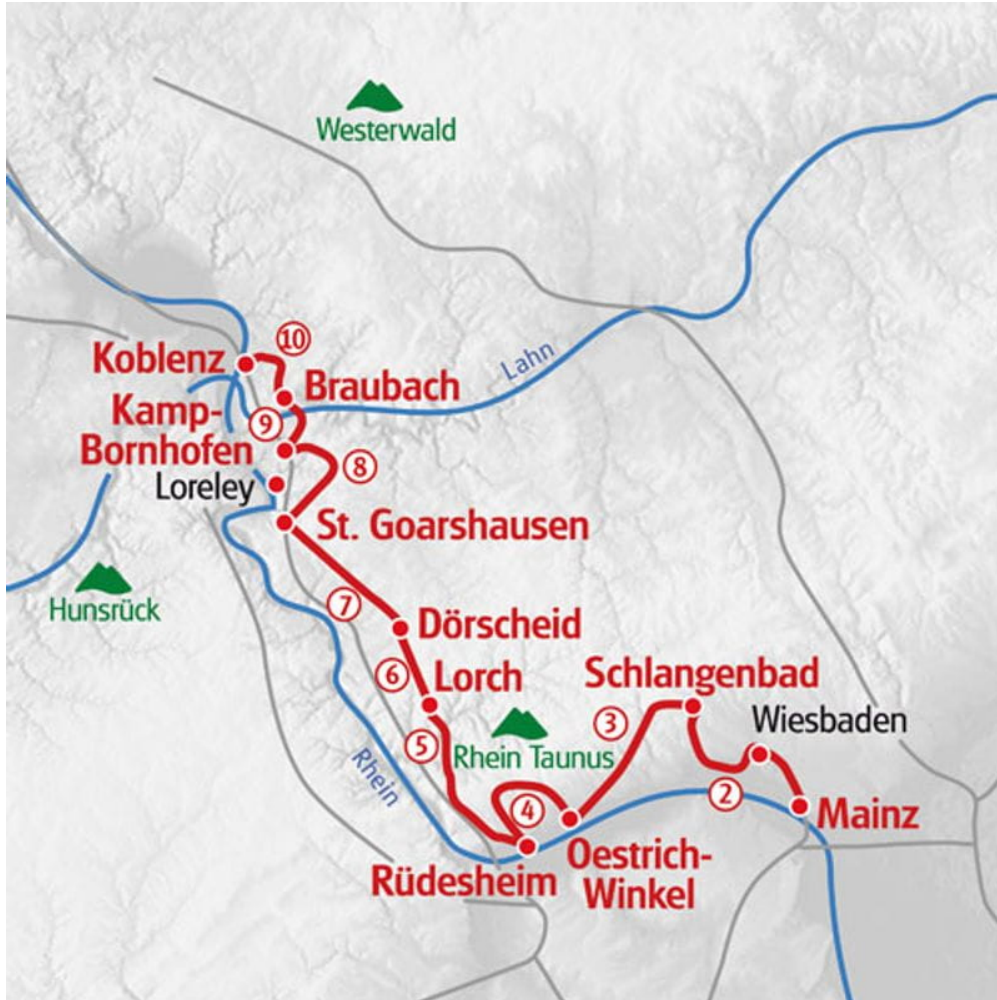 Westerwald
10
Koblenz
Lahn
Braubach
Kamp-
Bornhofen
9
8
Loreley
St. Goarshausen
Hunsrück
7
Dörscheid
6
Lorch
Schlangenbad
3
Wiesbaden
5
Rhein Taunus
Rhein
2
4
Mainz
Oestrich-
Winkel
Rüdesheim